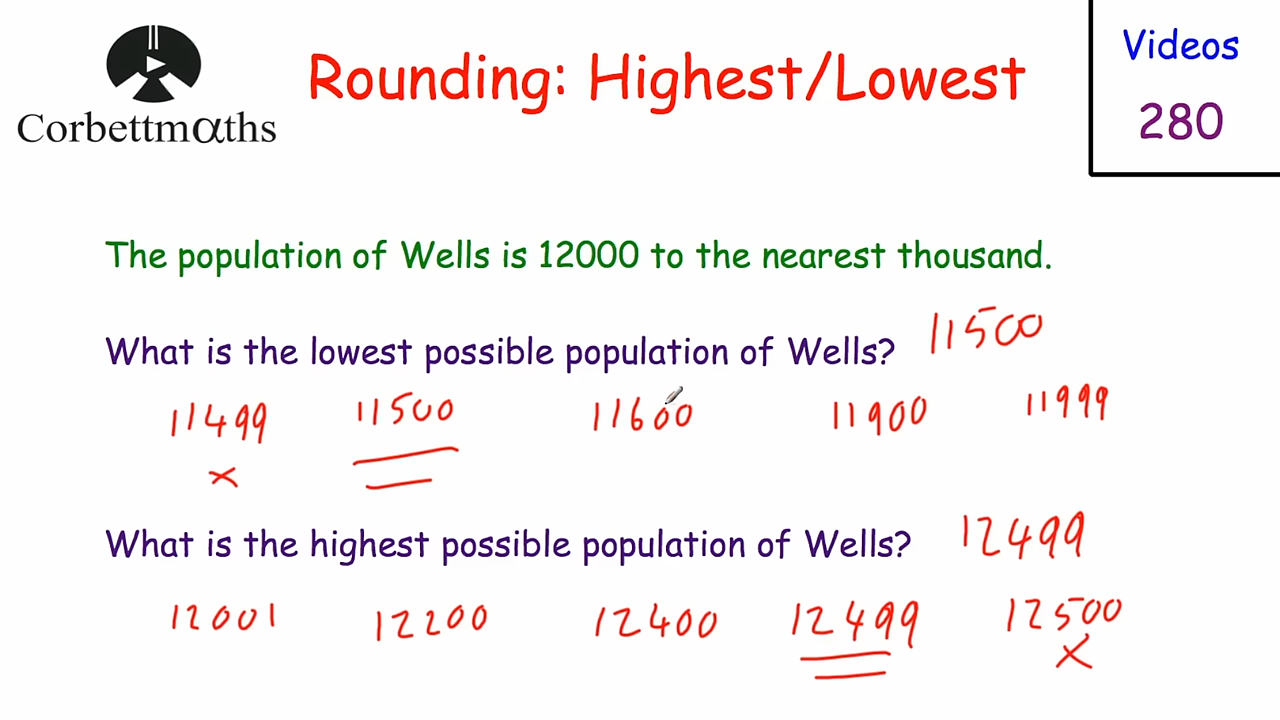 Corbettmαths
Rounding: Highest/Lowest
Videos
280
The population of Wells is 12000 to the nearest thousand.
What is the lowest possible population of Wells? 11500
11499 11500 11600 11900 11999
x
What is the highest possible population of Wells? 12499
12001 12200 12400 12499 12500
x